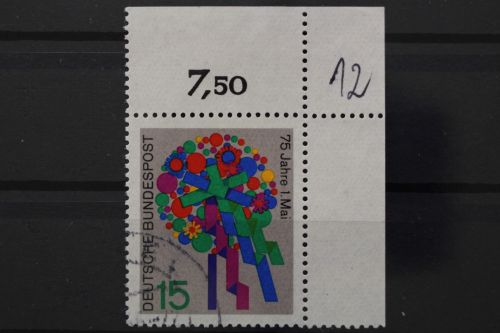 7,50
12
75 Jahre 1. Mai
DEUTSCHE BUNDESPOST
15